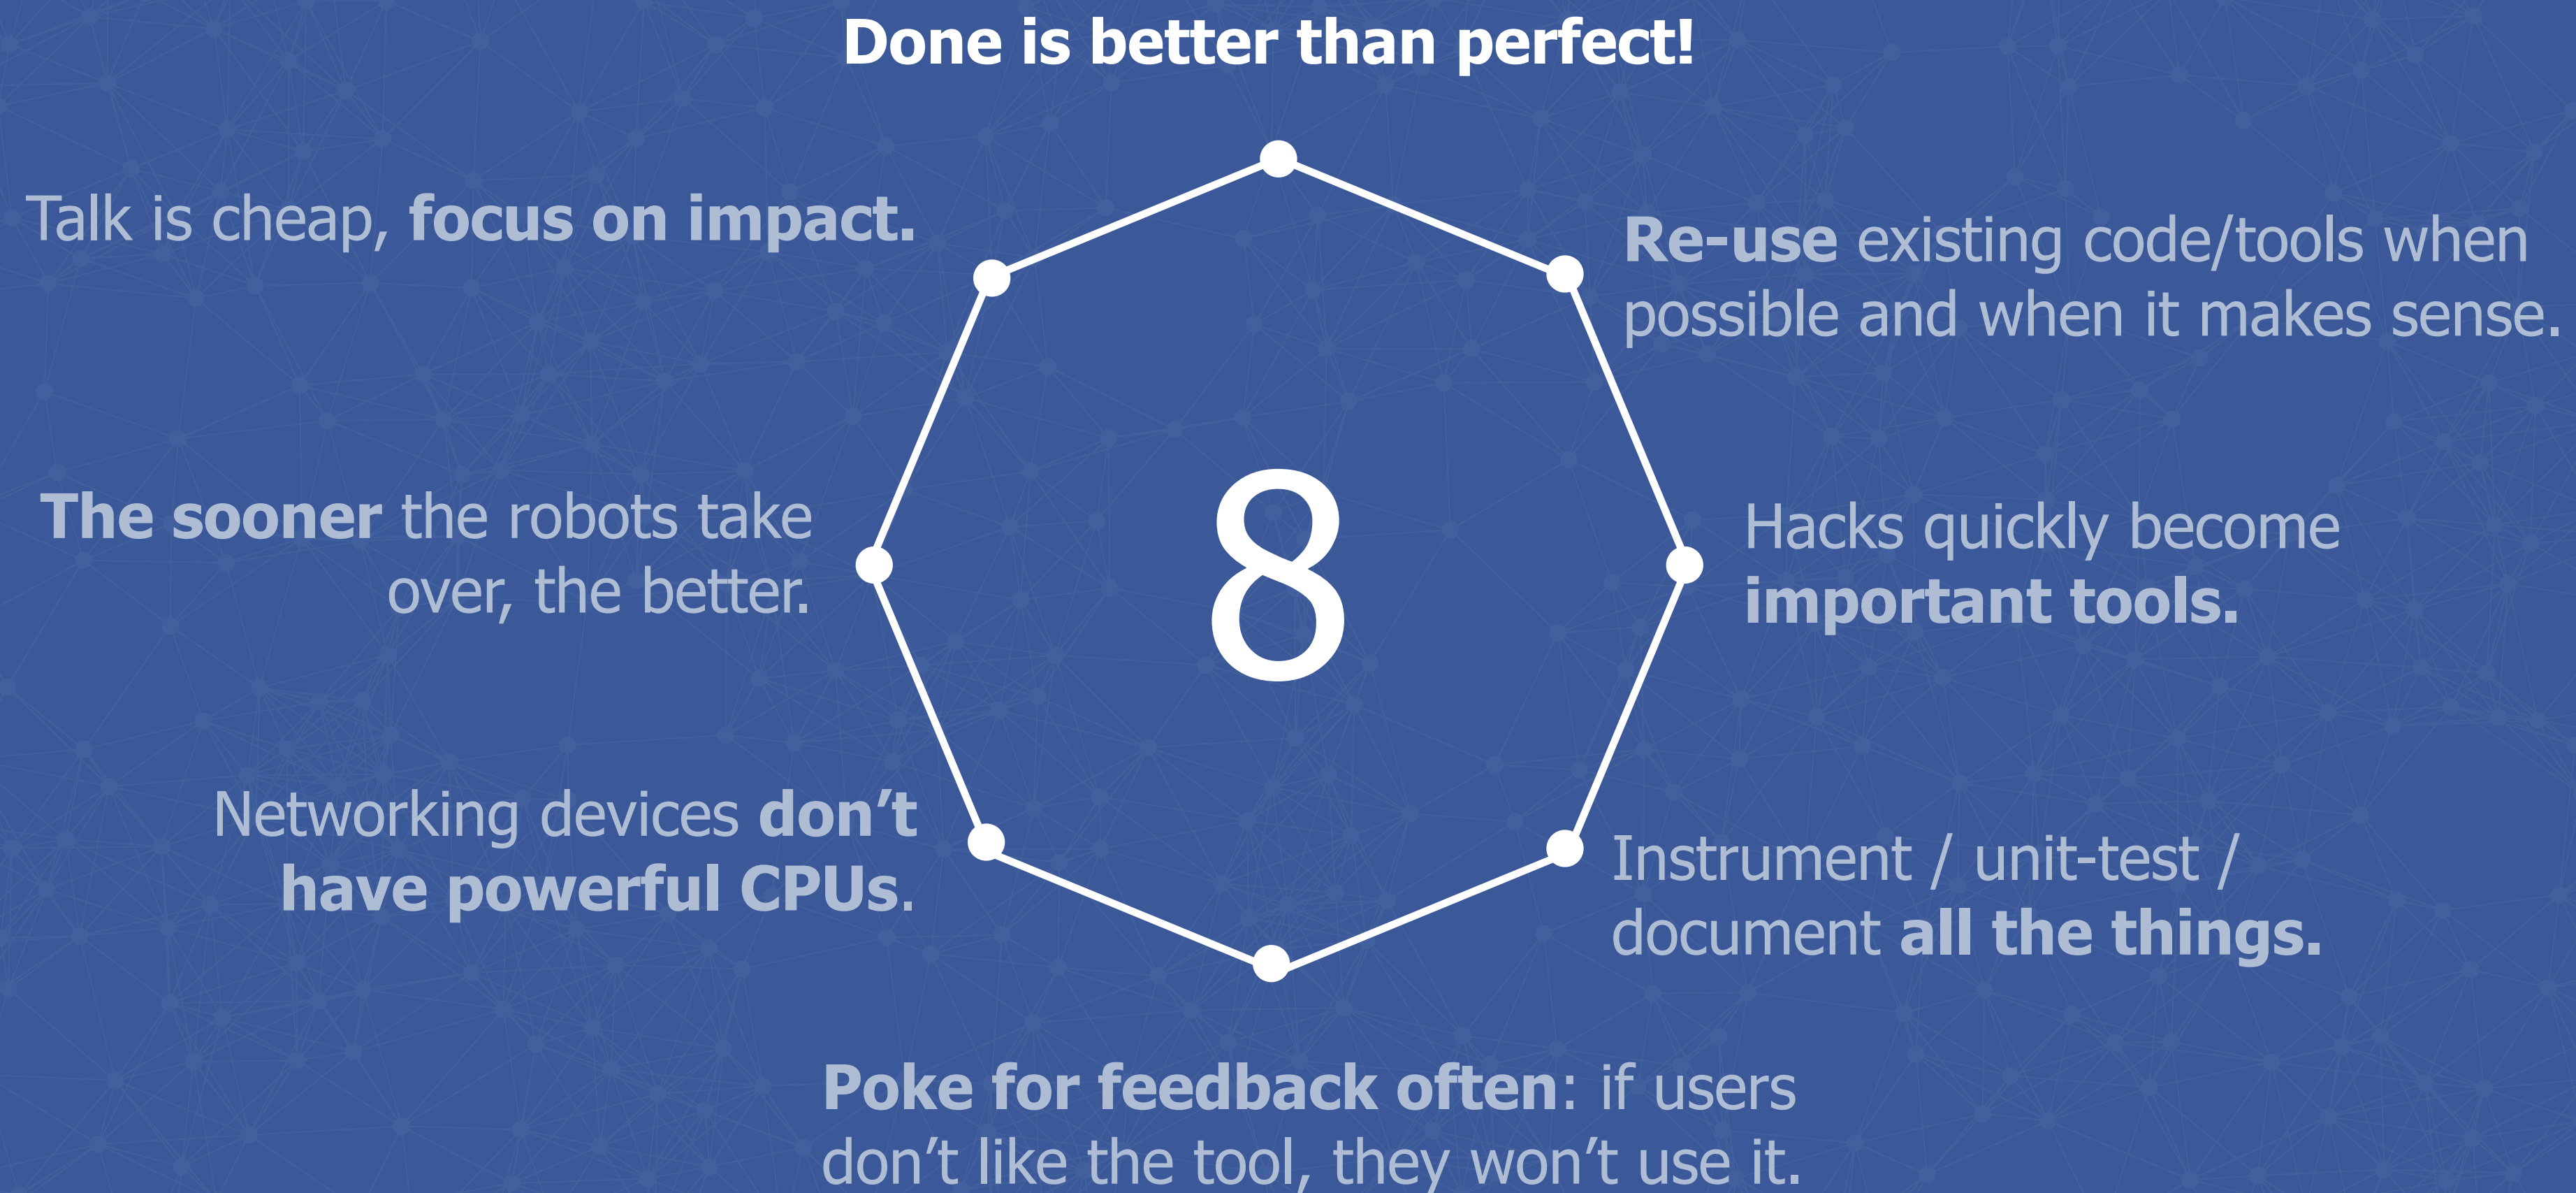 Done is better than perfect!
Talk is cheap, focus on impact.
Re-use existing code/tools when
possible and when it makes sense.
The sooner the robots take
over, the better.
8
Hacks quickly become
important tools.
Networking devices don’t
have powerful CPUs.
Instrument / unit-test /
document all the things.
Poke for feedback often: if users
don’t like the tool, they won’t use it.